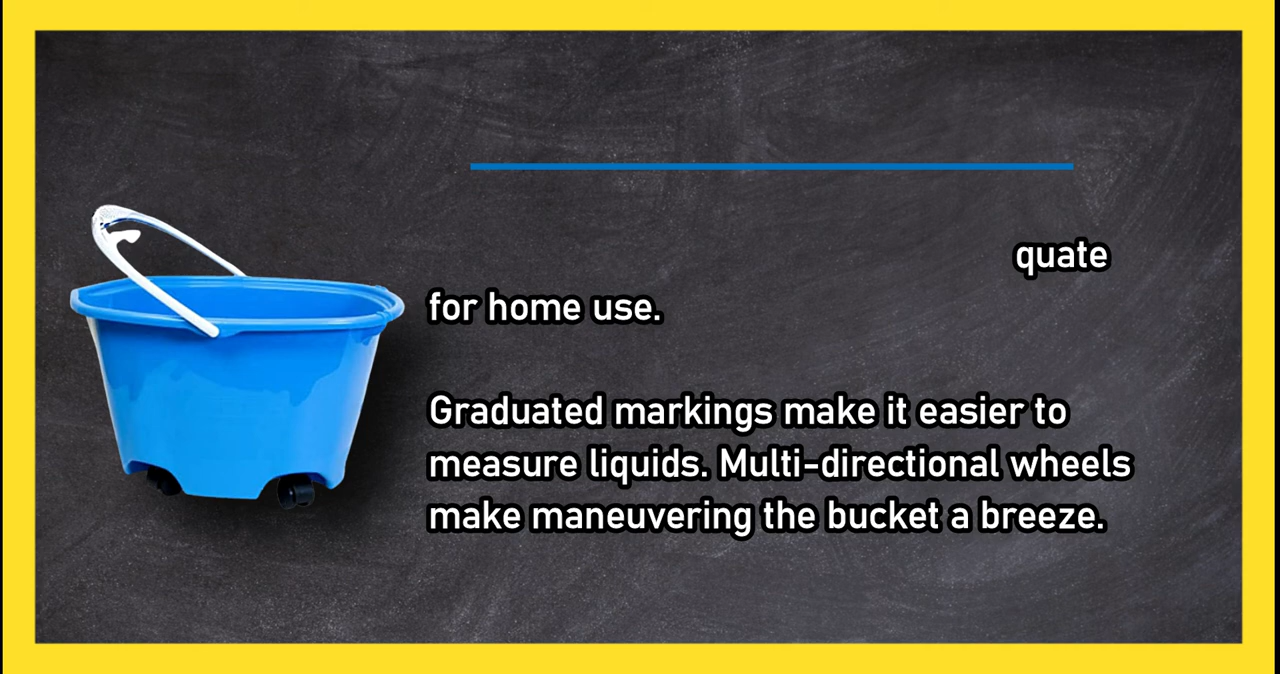 quate
for home use.
Graduated markings make it easier to
measure liquids. Multi-directional wheels
make maneuvering the bucket a breeze.